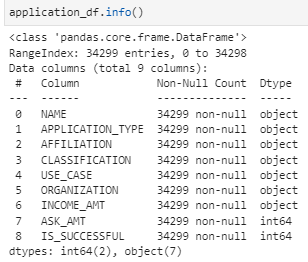 application_df.info()
<class 'pandas.core.frame.DataFrame'>
RangeIndex: 34299 entries, 0 to 34298
Data columns (total 9 columns):
 #   Column            Non-Null Count  Dtype
---  ------            --------------  -----
 0   NAME              34299 non-null  object
 1   APPLICATION_TYPE  34299 non-null  object
 2   AFFILIATION       34299 non-null  object
 3   CLASSIFICATION    34299 non-null  object
 4   USE_CASE          34299 non-null  object
 5   ORGANIZATION      34299 non-null  object
 6   INCOME_AMT        34299 non-null  object
 7   ASK_AMT           34299 non-null  int64
 8   IS_SUCCESSFUL     34299 non-null  int64
dtypes: int64(2), object(7)